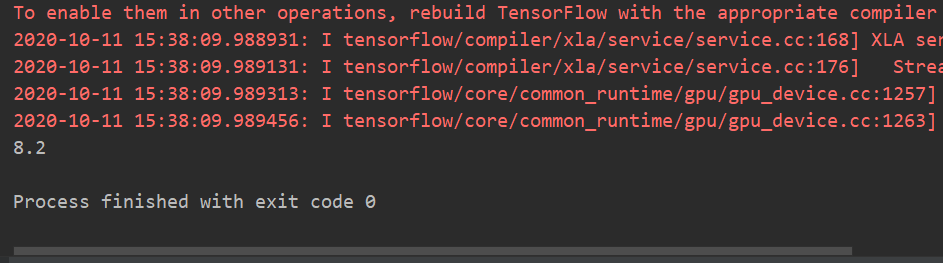 To enable them in other operations, rebuild TensorFlow with the appropriate compiler
2020-10-11 15:38:09.988931: I tensorflow/compiler/xla/service/service.cc:168] XLA ser
2020-10-11 15:38:09.989131: I tensorflow/compiler/xla/service/service.cc:176]   Strea
2020-10-11 15:38:09.989313: I tensorflow/core/common_runtime/gpu/gpu_device.cc:1257]
2020-10-11 15:38:09.989456: I tensorflow/core/common_runtime/gpu/gpu_device.cc:1263]
8.2
Process finished with exit code 0